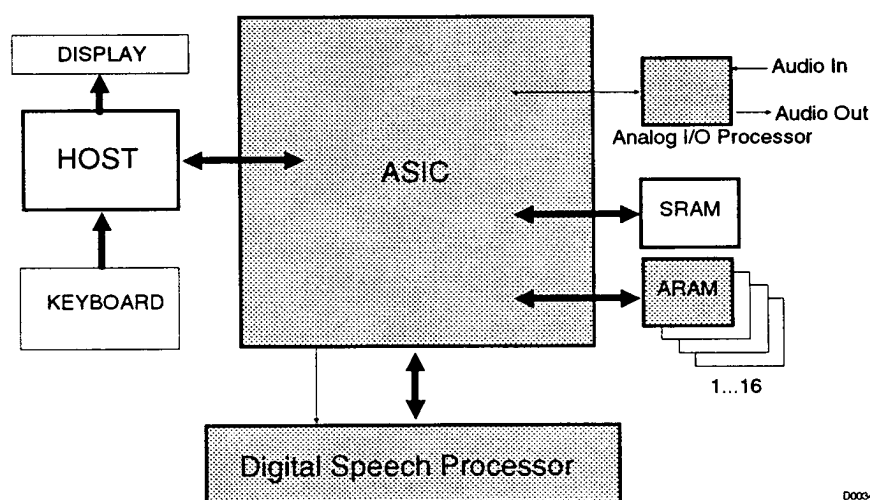 DISPLAY
HOST
KEYBOARD
ASIC
Audio In
Audio Out
Analog I/O Processor
SRAM
ARAM
1...16
Digital Speech Processor